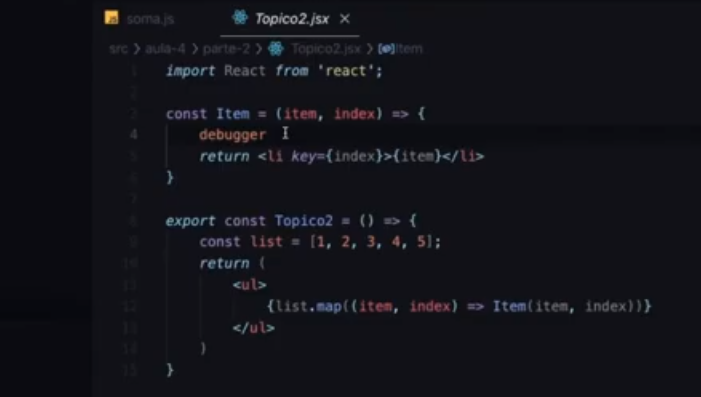 JS soma.js Topico2.jsx ×
src > aula-4 > parte-2 > Topico2.jsx > Item
1 import React from 'react';
2
3 const Item = (item, index) => {
4 debugger
5 return <li key={index}>{item}</li>
6 }
7
8 export const Topico2 = () => {
9 const list = [1, 2, 3, 4, 5];
10 return (
11 <ul>
12 {list.map((item, index) => Item(item, index))}
13 </ul>
14 )
15 }